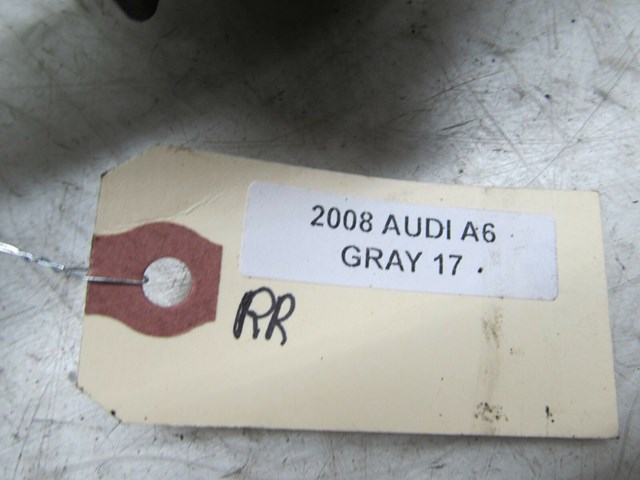 2008 AUDI A6
GRAY 17 .
RR